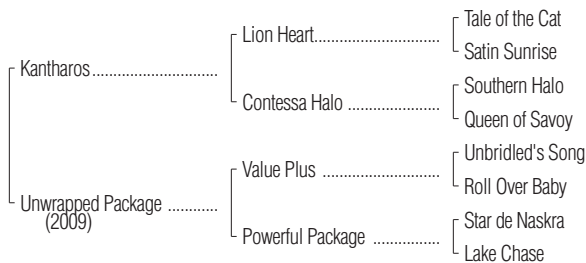 Tale of the Cat
Lion Heart
Satin Sunrise
Kantharos
Southern Halo
Contessa Halo
Queen of Savoy
Unbridled's Song
Value Plus
Roll Over Baby
Unwrapped Package
(2009)
Star de Naskra
Powerful Package
Lake Chase